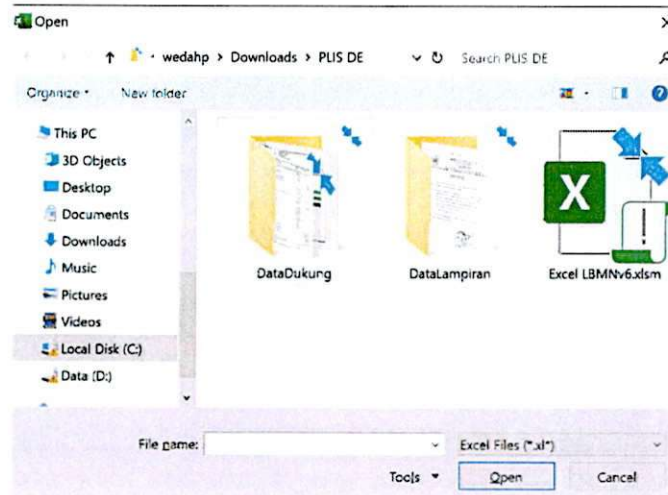 Open
wedahp > Downloads > PLIS DE
Search PLIS DE
Organize
New folder
This PC
3D Objects
Desktop
Documents
Downloads
Music
Pictures
Videos
Local Disk (C:)
Data (D:)
DataDukung
DataLampiran
Excel LBMNv6.xlsm
File name:
Excel Files (*.xl*)
Tools
Open
Cancel